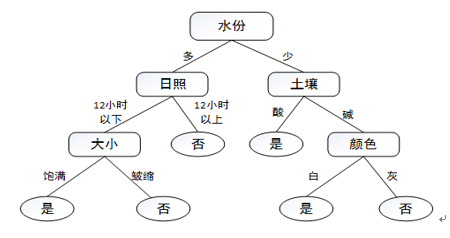 水份
多
少
日照
土壤
12小时
以下
12小时
以上
酸
碱
大小
否
是
颜色
饱满
皱缩
白
灰
是
否
是
否